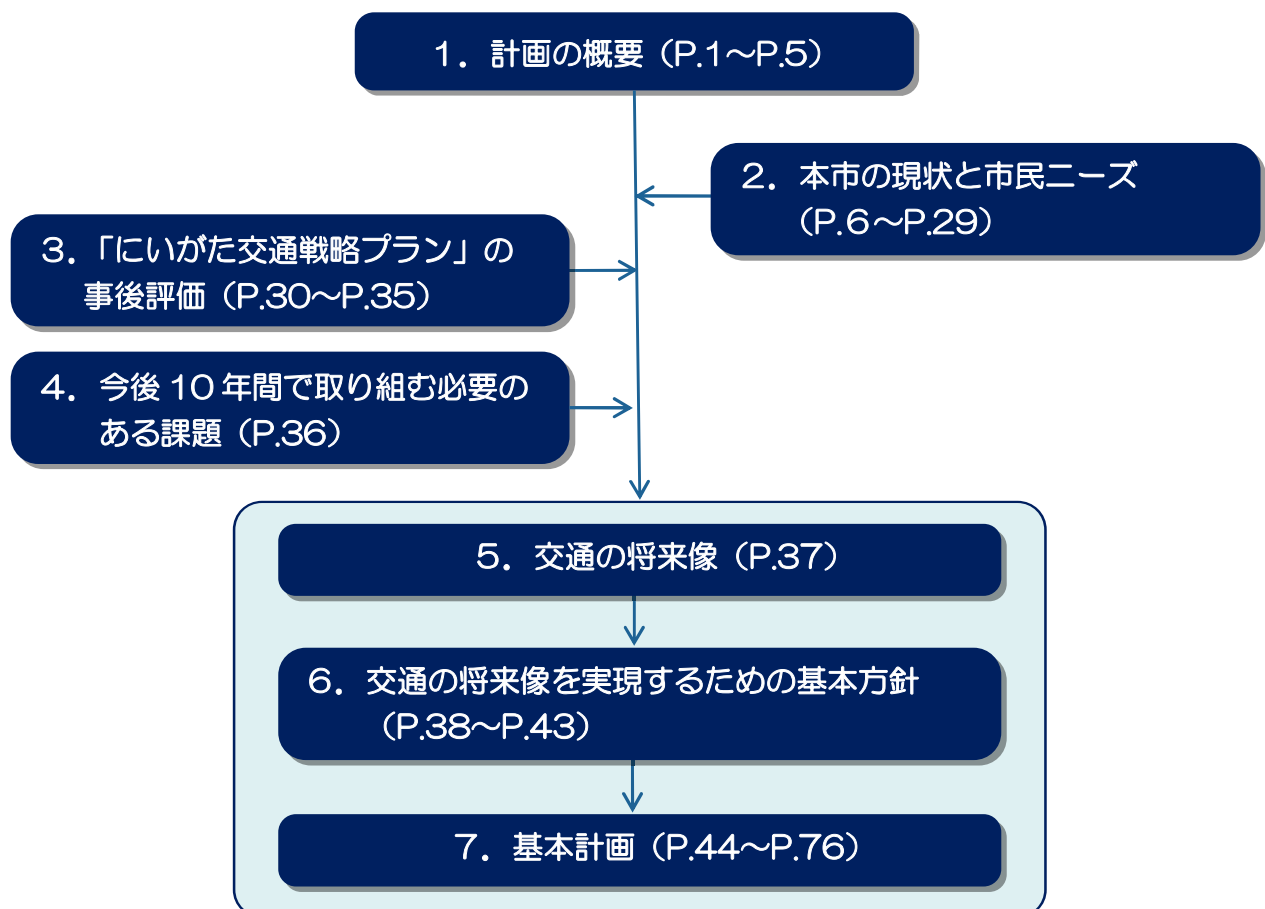 1．計画の概要（P.1～P.5）
2．本市の現状と市民ニーズ
（P.6～P.29）
3．「にいがた交通戦略プラン」の
事後評価（P.30～P.35）
4．今後 10 年間で取り組む必要の
ある課題（P.36）
5．交通の将来像（P.37）
6．交通の将来像を実現するための基本方針
（P.38～P.43）
7．基本計画（P.44～P.76）